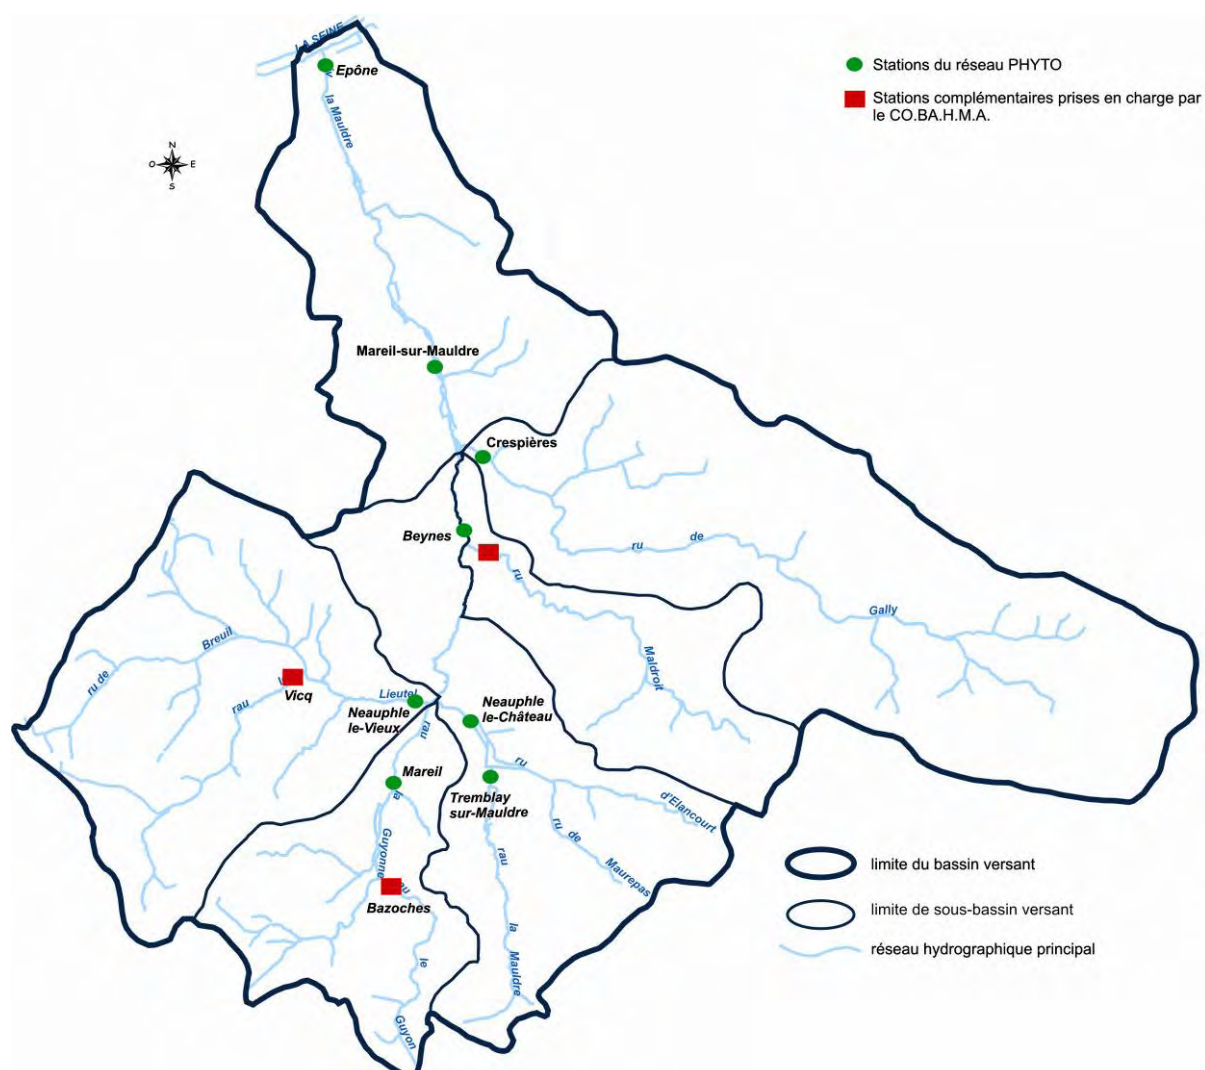 LA SEINE
Epône
la Mauldre
Stations du réseau PHYTO
Stations complémentaires prises en charge par
le CO.BA.H.M.A.
N
O
E
S
Mareil-sur-Mauldre
Crespières
Beynes
ru
de
Gally
ru
Maldroit
Breuil
ru de
rau
Vicq
Lieutel
Neauphle
le-Vieux
rau
Neauphle
le-Château
ru
d'Elancourt
Mareil
la
Guyonne
Tremblay
sur-Mauldre
ru de
Maurepas
rau
la
Mauldre
rau
Bazoches
le
Guyon
limite du bassin versant
limite de sous-bassin versant
réseau hydrographique principal